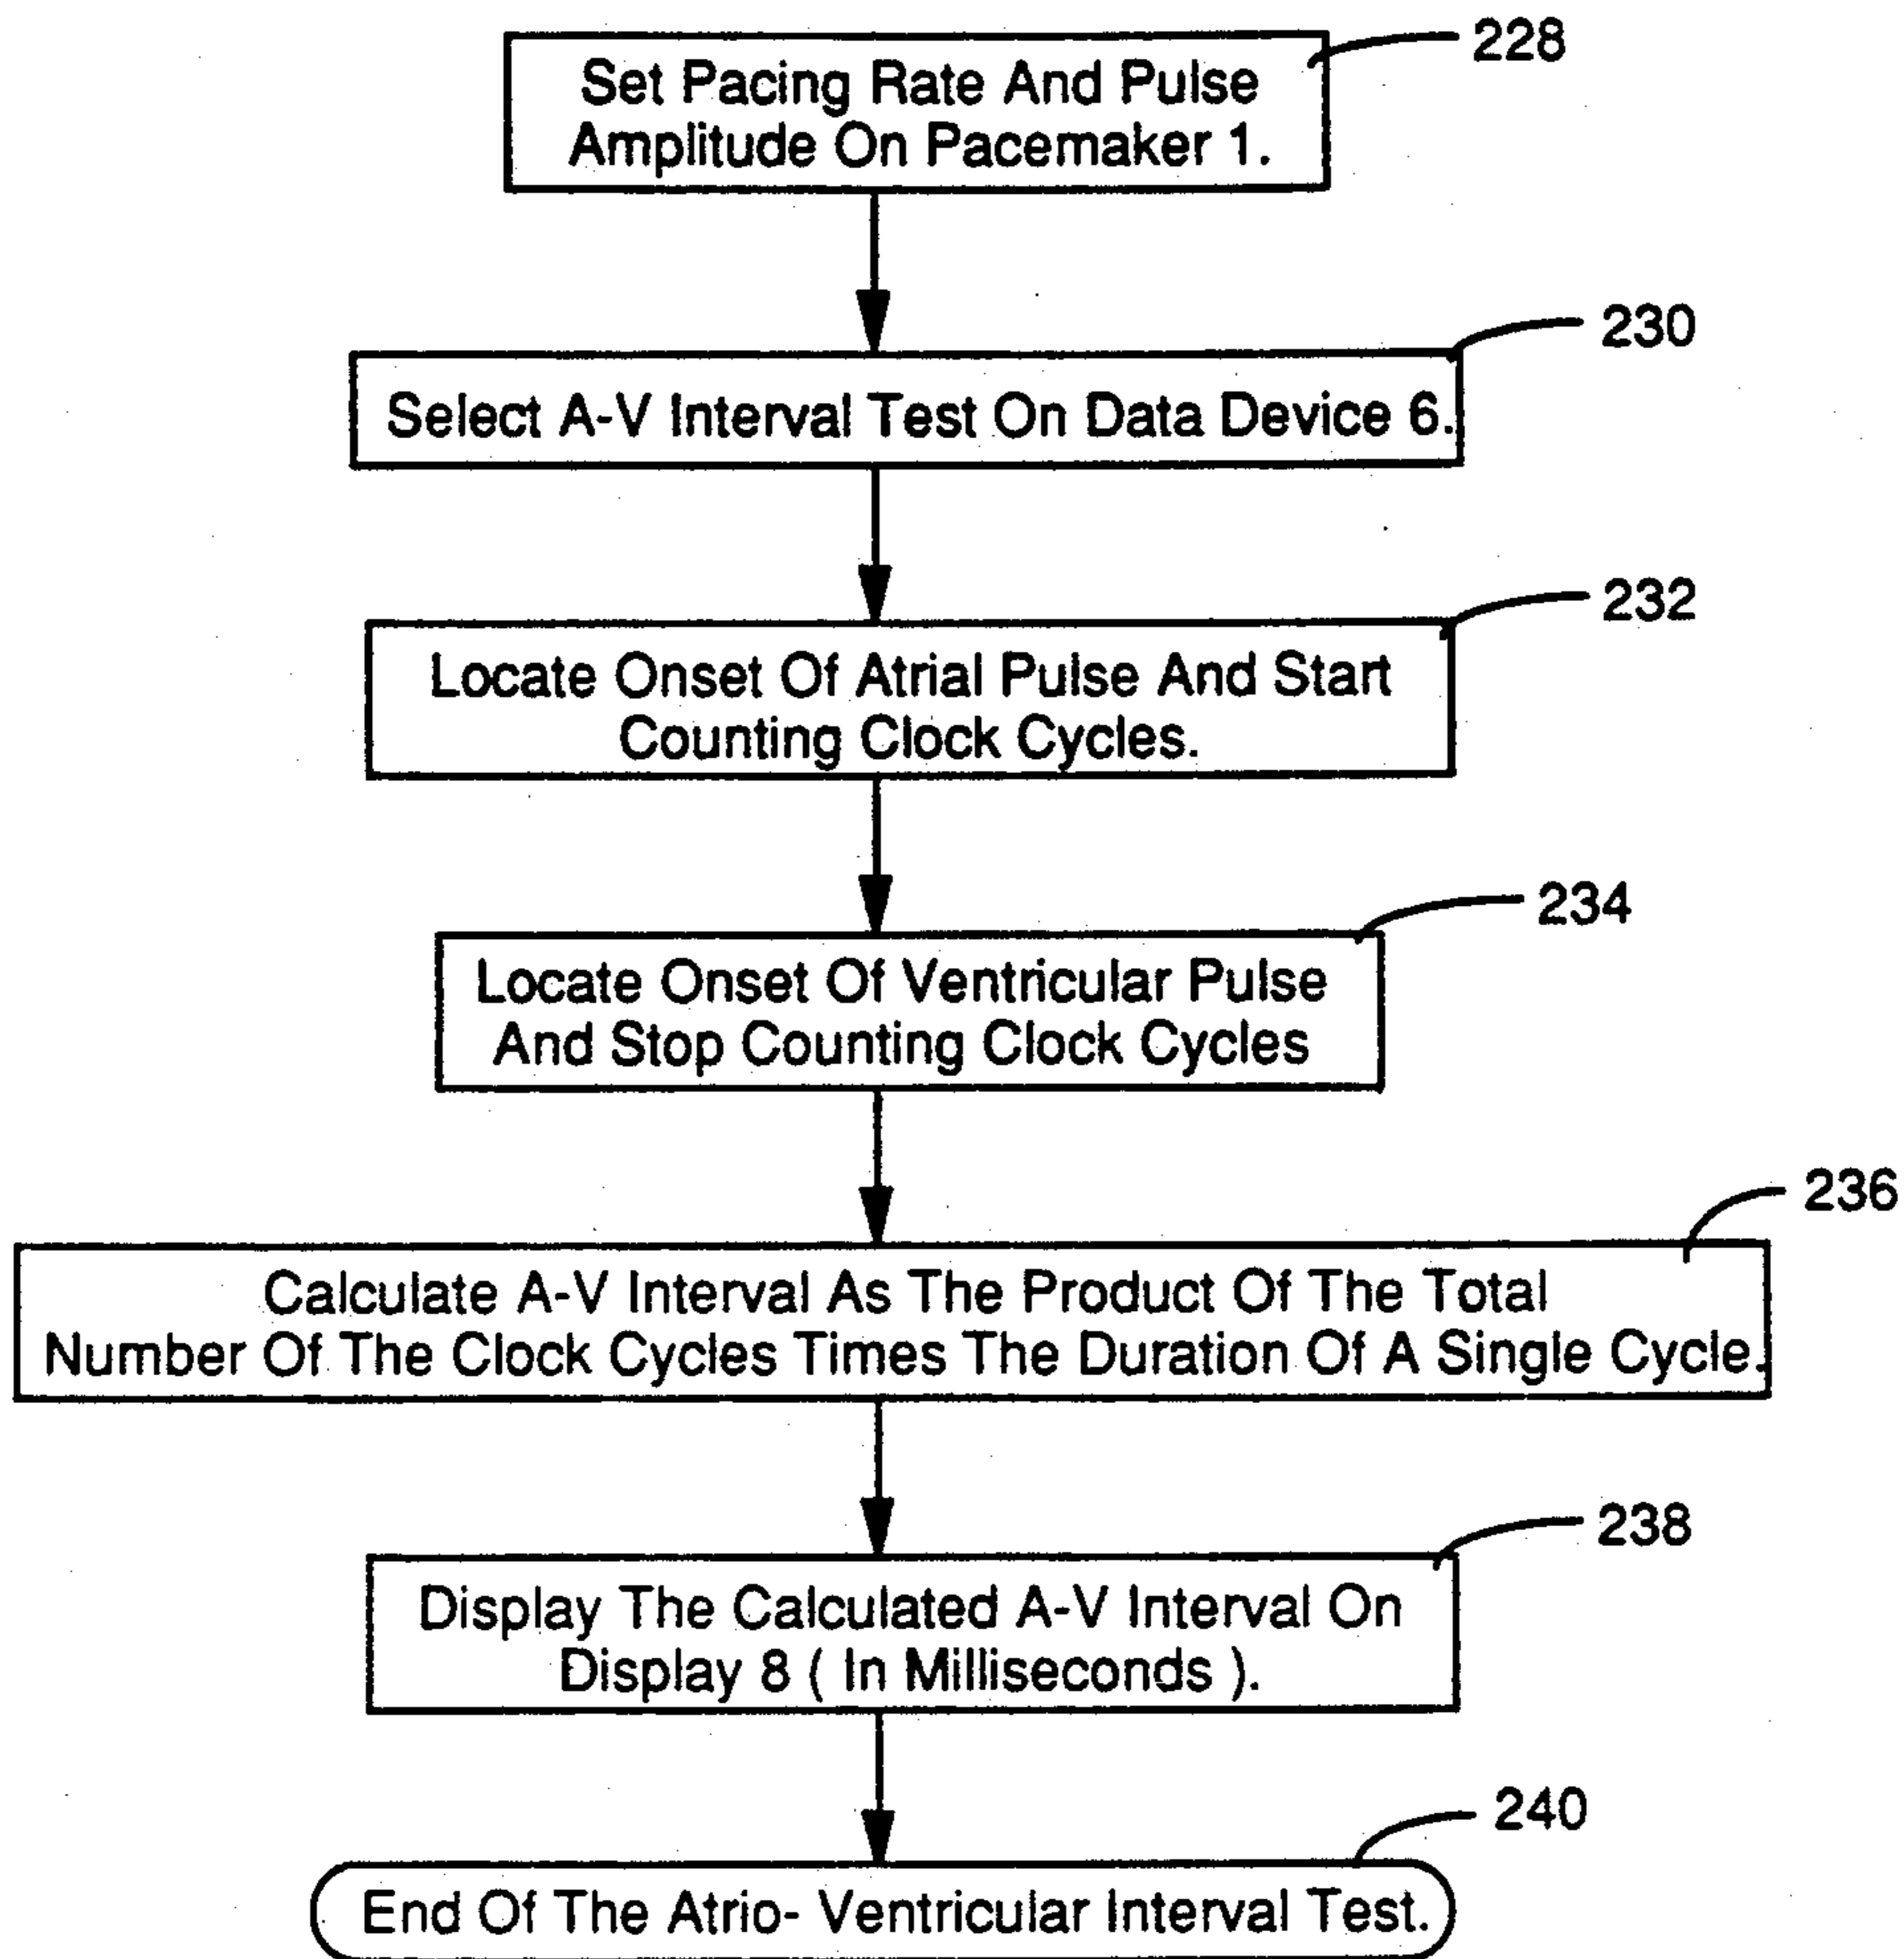 228
Set Pacing Rate And Pulse
Amplitude On Pacemaker 1.
230
Select A-V Interval Test On Data Device 6.
232
Locate Onset Of Atrial Pulse And Start
Counting Clock Cycles.
234
Locate Onset Of Ventricular Pulse
And Stop Counting Clock Cycles
236
Calculate A-V Interval As The Product Of The Total
Number Of The Clock Cycles Times The Duration Of A Single Cycle.
238
Display The Calculated A-V Interval On
Display 8 ( In Milliseconds ).
240
End Of The Atrio- Ventricular Interval Test.